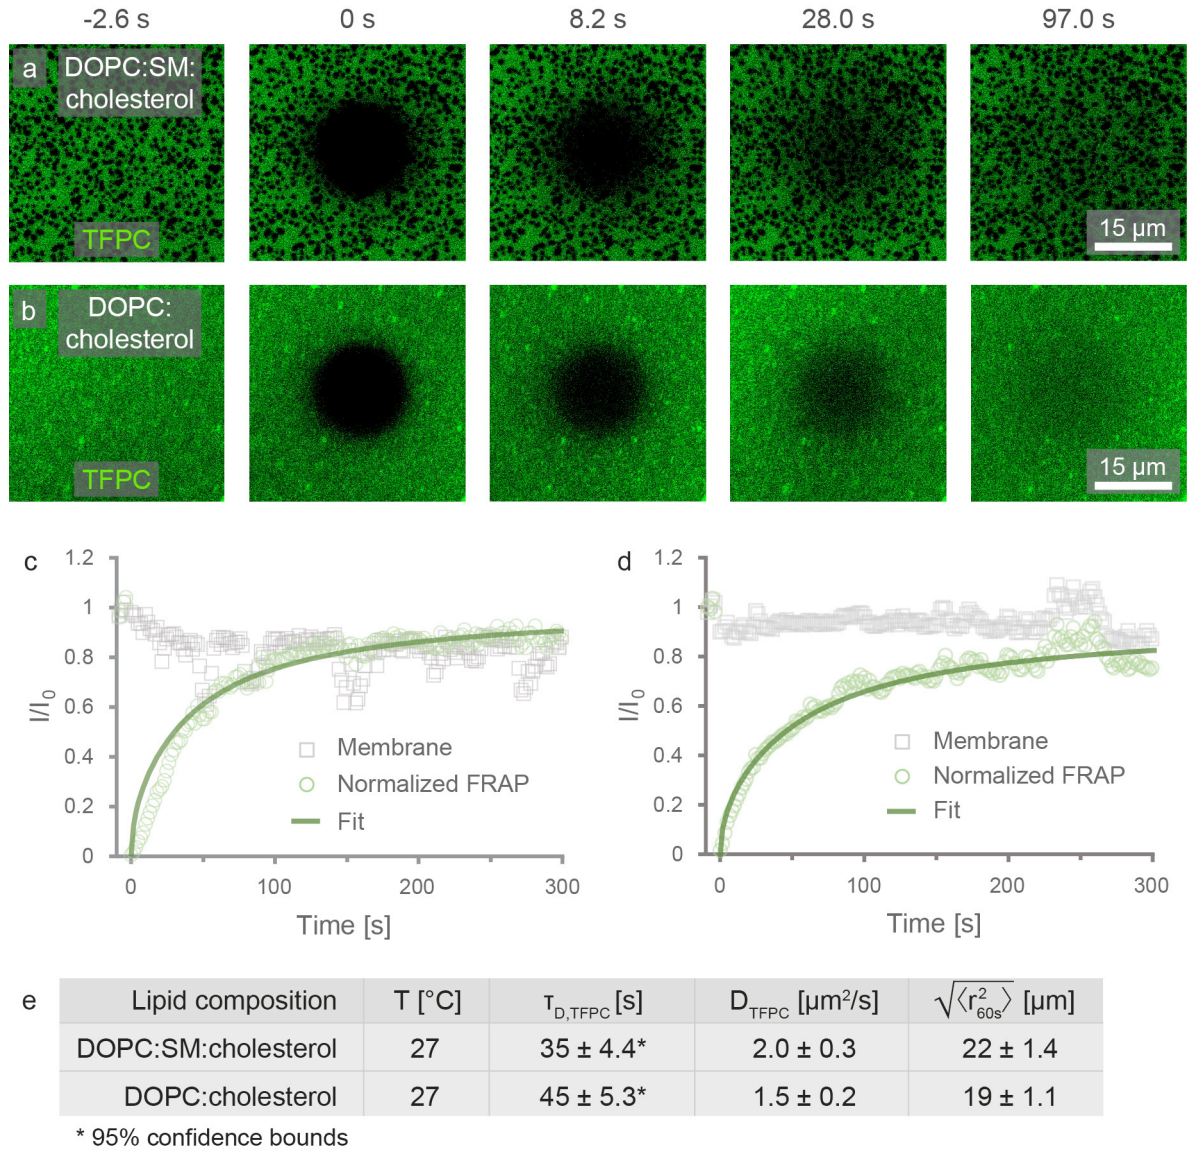 -2.6 s 0 s 8.2 s 28.0 s 97.0 s
a DOPC:SM:
cholesterol
TFPC
15 µm
b DOPC:
cholesterol
TFPC
15 µm
c
1.2
1
0.8
0.6
0.4
0.2
0
I/I0
Membrane
Normalized FRAP
Fit
0 100 200 300
Time [s]
d
1.2
1
0.8
0.6
0.4
0.2
0
I/I0
Membrane
Normalized FRAP
Fit
0 100 200 300
Time [s]
e Lipid composition T [°C] τD,TFPC [s] DTFPC [µm²/s] √⟨r²60s⟩ [µm]
DOPC:SM:cholesterol 27 35 ± 4.4* 2.0 ± 0.3 22 ± 1.4
DOPC:cholesterol 27 45 ± 5.3* 1.5 ± 0.2 19 ± 1.1
* 95% confidence bounds